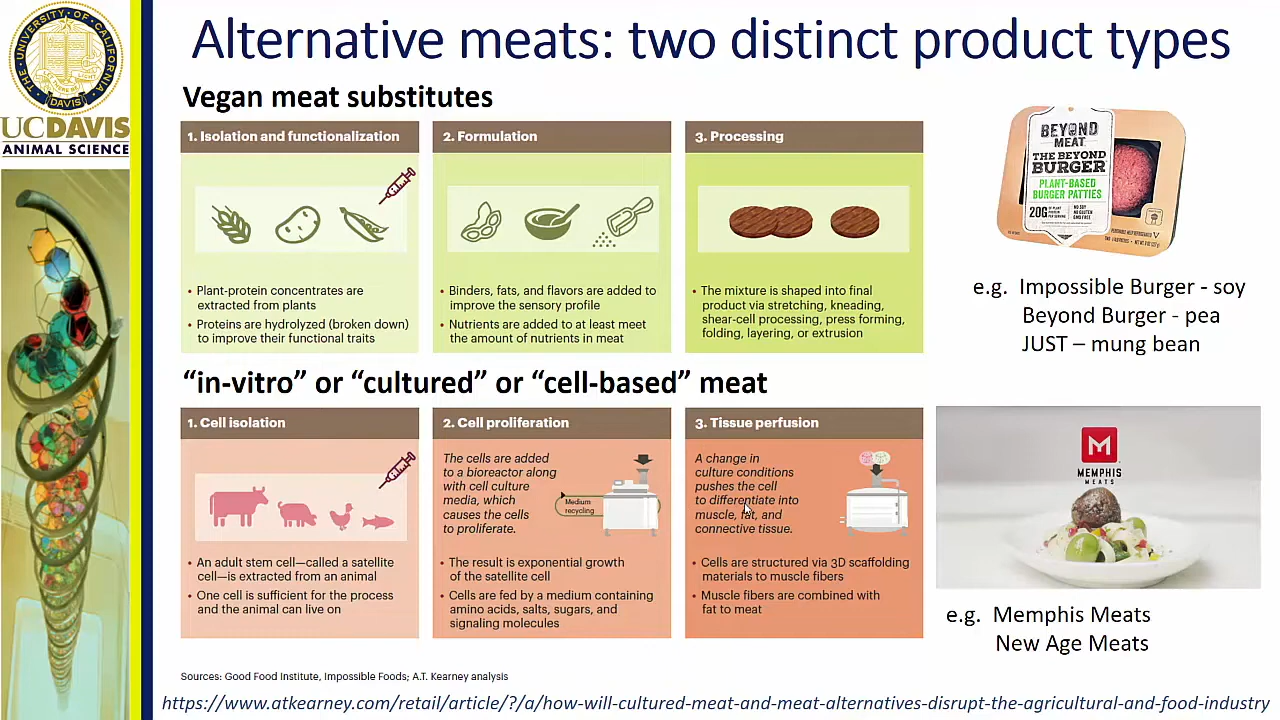 Alternative meats: two distinct product types
THE UNIVERSITY OF CALIFORNIA
DAVIS
UCDAVIS
ANIMAL SCIENCE
Vegan meat substitutes
1. Isolation and functionalization
• Plant-protein concentrates are
extracted from plants
• Proteins are hydrolyzed (broken down)
to improve their functional traits
2. Formulation
• Binders, fats, and flavors are added to
improve the sensory profile
• Nutrients are added to at least meet
the amount of nutrients in meat
3. Processing
• The mixture is shaped into final
product via stretching, kneading,
shear-cell processing, press forming,
folding, layering, or extrusion
BEYOND
MEAT
THE BEYOND
BURGER
PLANT-BASED
BURGER PATTIES
20G
NO SOY
NO GLUTEN
NO GMO
e.g. Impossible Burger - soy
Beyond Burger - pea
JUST – mung bean
“in-vitro” or “cultured” or “cell-based” meat
1. Cell isolation
• An adult stem cell—called a satellite
cell—is extracted from an animal
• One cell is sufficient for the process
and the animal can live on
2. Cell proliferation
The cells are added
to a bioreactor along
with cell culture
media, which
causes the cells
to proliferate.
Medium
recycling
• The result is exponential growth
of the satellite cell
• Cells are fed by a medium containing
amino acids, salts, sugars, and
signaling molecules
3. Tissue perfusion
A change in
culture conditions
pushes the cell
to differentiate into
muscle, fat, and
connective tissue.
• Cells are structured via 3D scaffolding
materials to muscle fibers
• Muscle fibers are combined with
fat to meat
M
MEMPHIS
MEATS
e.g. Memphis Meats
New Age Meats
Sources: Good Food Institute, Impossible Foods; A.T. Kearney analysis
https://www.atkearney.com/retail/article/?/a/how-will-cultured-meat-and-meat-alternatives-disrupt-the-agricultural-and-food-industry